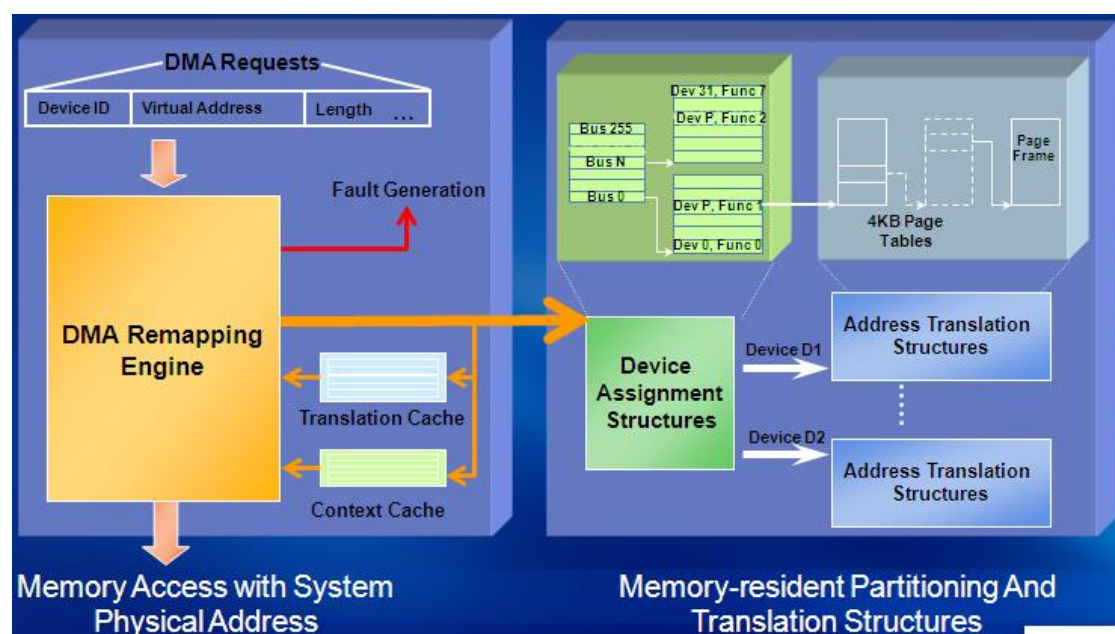 DMA Requests
Device ID
Virtual Address
Length ...
Fault Generation
DMA Remapping
Engine
Translation Cache
Context Cache
Memory Access with System
Physical Address
Bus 255
Bus N
Bus 0
Dev 31, Func 7
Dev P, Func 2
Dev P, Func 1
Dev 0, Func 0
4KB Page
Tables
Page
Frame
Device
Assignment
Structures
Device D1
Device D2
Address Translation
Structures
Address Translation
Structures
Memory-resident Partitioning And
Translation Structures